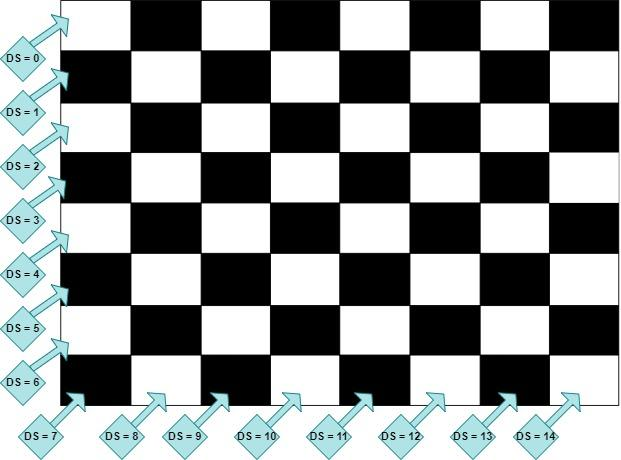 DS = 0
DS = 1
DS = 2
DS = 3
DS = 4
DS = 5
DS = 6
DS = 7
DS = 8
DS = 9
DS = 10
DS = 11
DS = 12
DS = 13
DS = 14